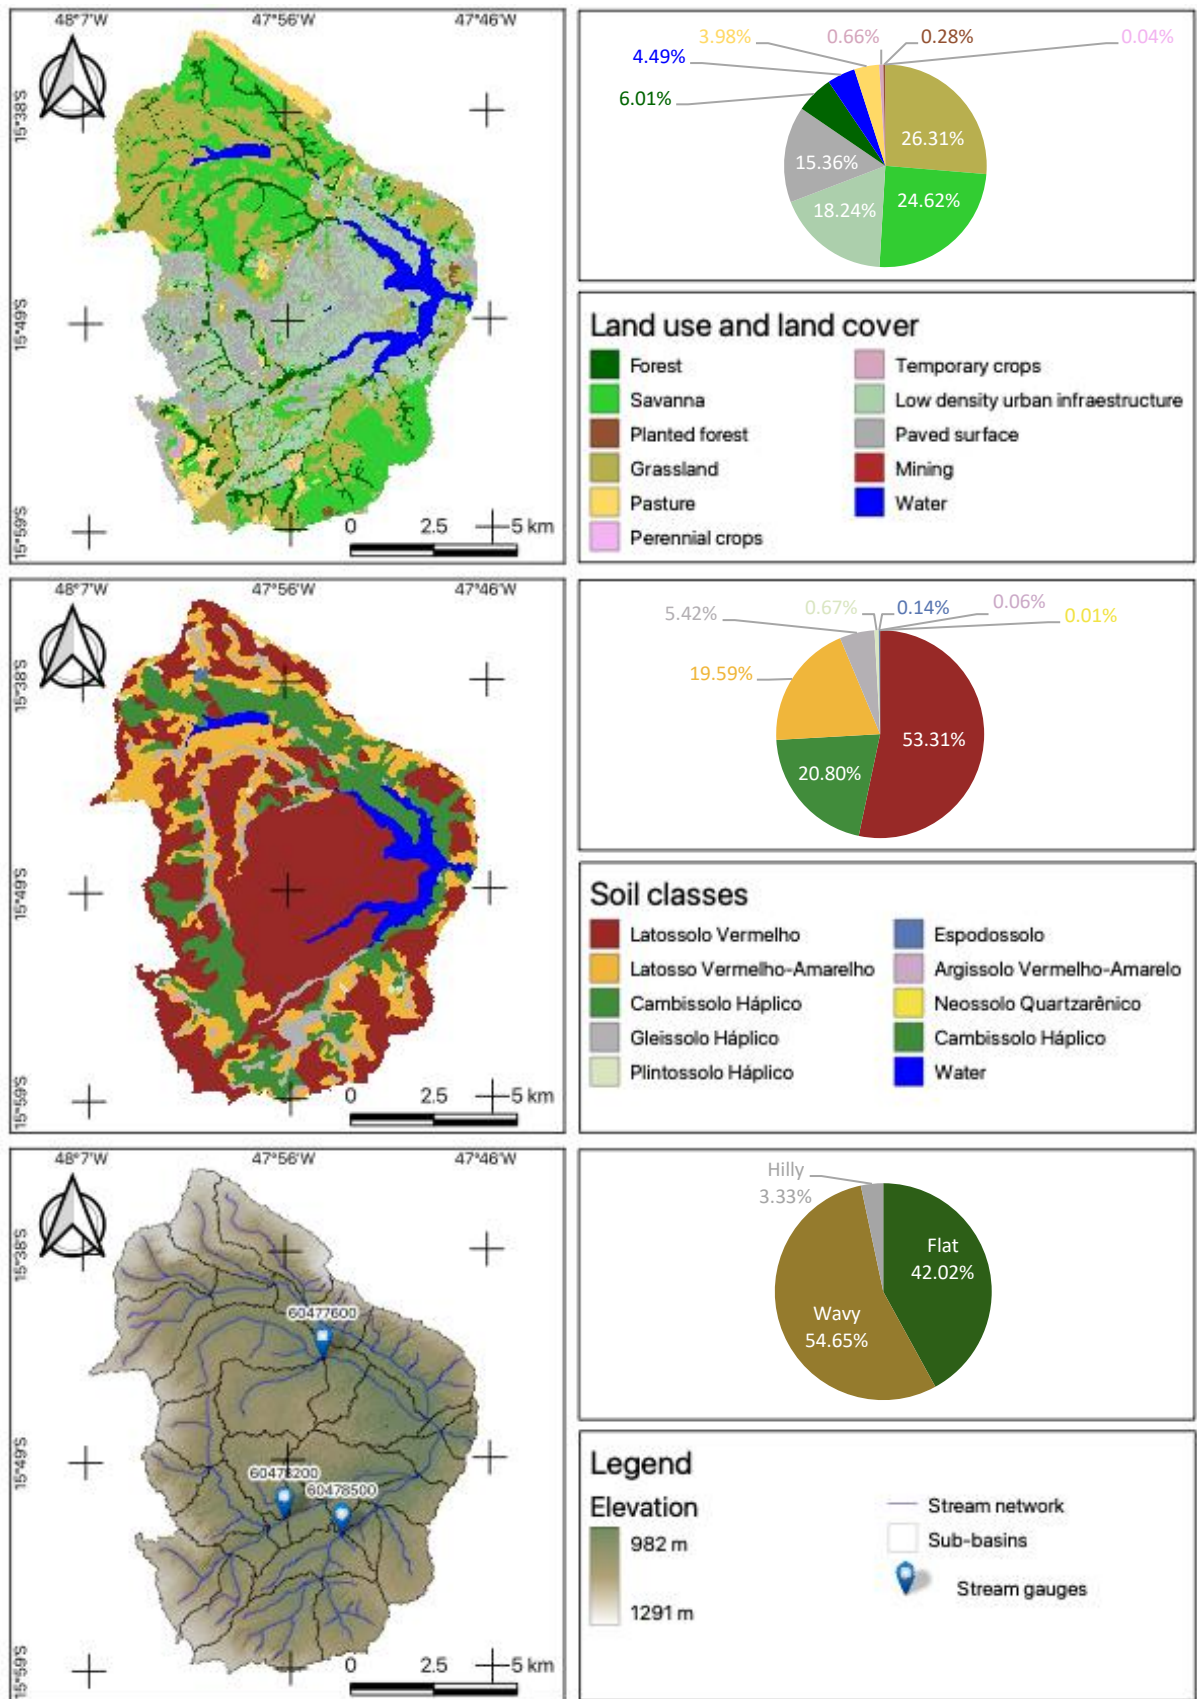 48°7'W 47°56'W 47°46'W
15°38'S
15°49'S
15°59'S
0 2.5 5 km
3.98% 0.66% 0.28% 0.04%
4.49%
6.01%
26.31%
15.36%
24.62%
18.24%
Land use and land cover
Forest
Savanna
Planted forest
Grassland
Pasture
Perennial crops
Temporary crops
Low density urban infraestructure
Paved surface
Mining
Water
48°7'W 47°56'W 47°46'W
15°38'S
15°49'S
15°59'S
0 2.5 5 km
5.42% 0.67% 0.14% 0.06% 0.01%
19.59%
53.31%
20.80%
Soil classes
Latossolo Vermelho
Latosso Vermelho-Amarelho
Cambissolo Háplico
Gleissolo Háplico
Plintossolo Háplico
Espodossolo
Argissolo Vermelho-Amarelo
Neossolo Quartzarênico
Cambissolo Háplico
Water
48°7'W 47°56'W 47°46'W
15°38'S
15°49'S
15°59'S
60477600
60478200
60478500
0 2.5 5 km
Hilly
3.33%
Flat
42.02%
Wavy
54.65%
Legend
Elevation
982 m
1291 m
Stream network
Sub-basins
Stream gauges